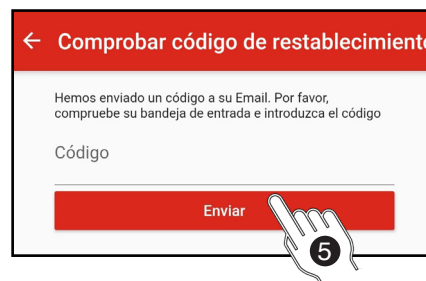 ← Comprobar código de restablecimiento
Hemos enviado un código a su Email. Por favor,
compruebe su bandeja de entrada e introduzca el código
Código
Enviar
5